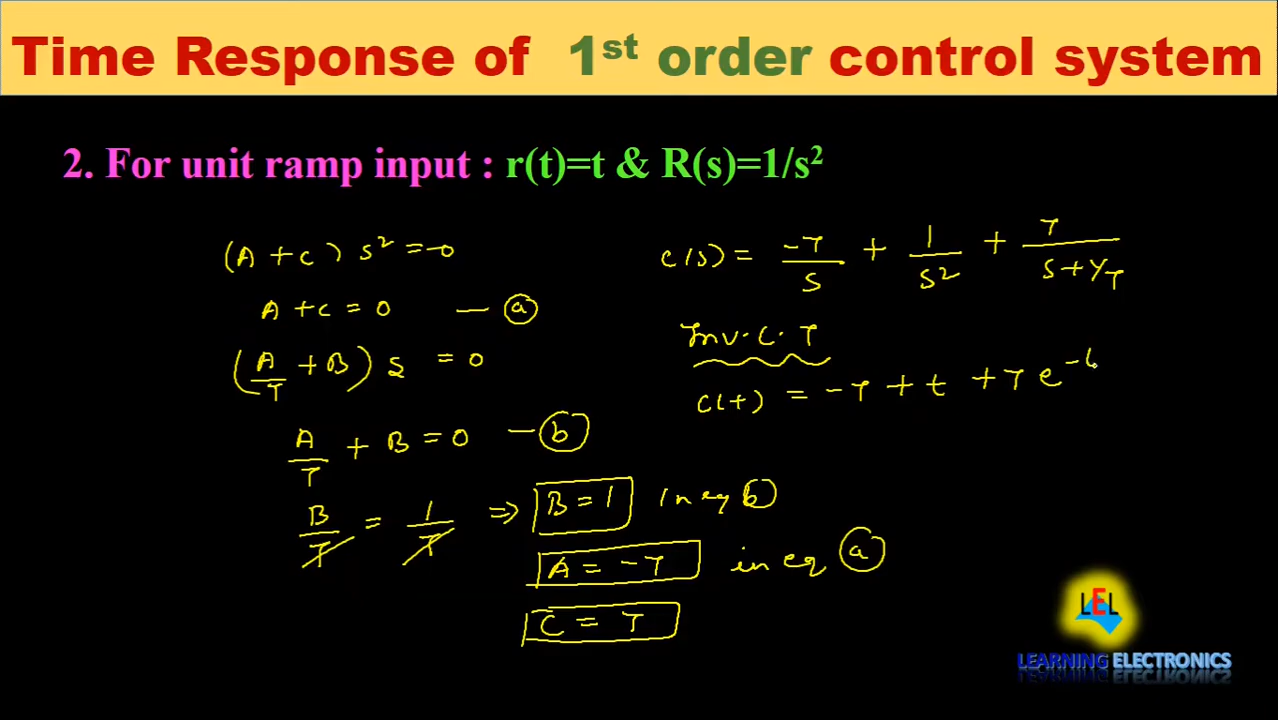 Time Response of 1st order control system
2. For unit ramp input : r(t)=t & R(s)=1/s²
(A + C) s² = 0
A + C = 0 — (a)
(A/T + B) s = 0
A/T + B = 0 — (b)
B/T = 1/T ⇒ B = 1 in eq (b)
A = -T in eq (a)
C = T
C(s) = -T/s + 1/s² + T/(s + 1/T)
Inv. L. T
c(t) = -T + t + T e^-
LEL
LEARNING ELECTRONICS